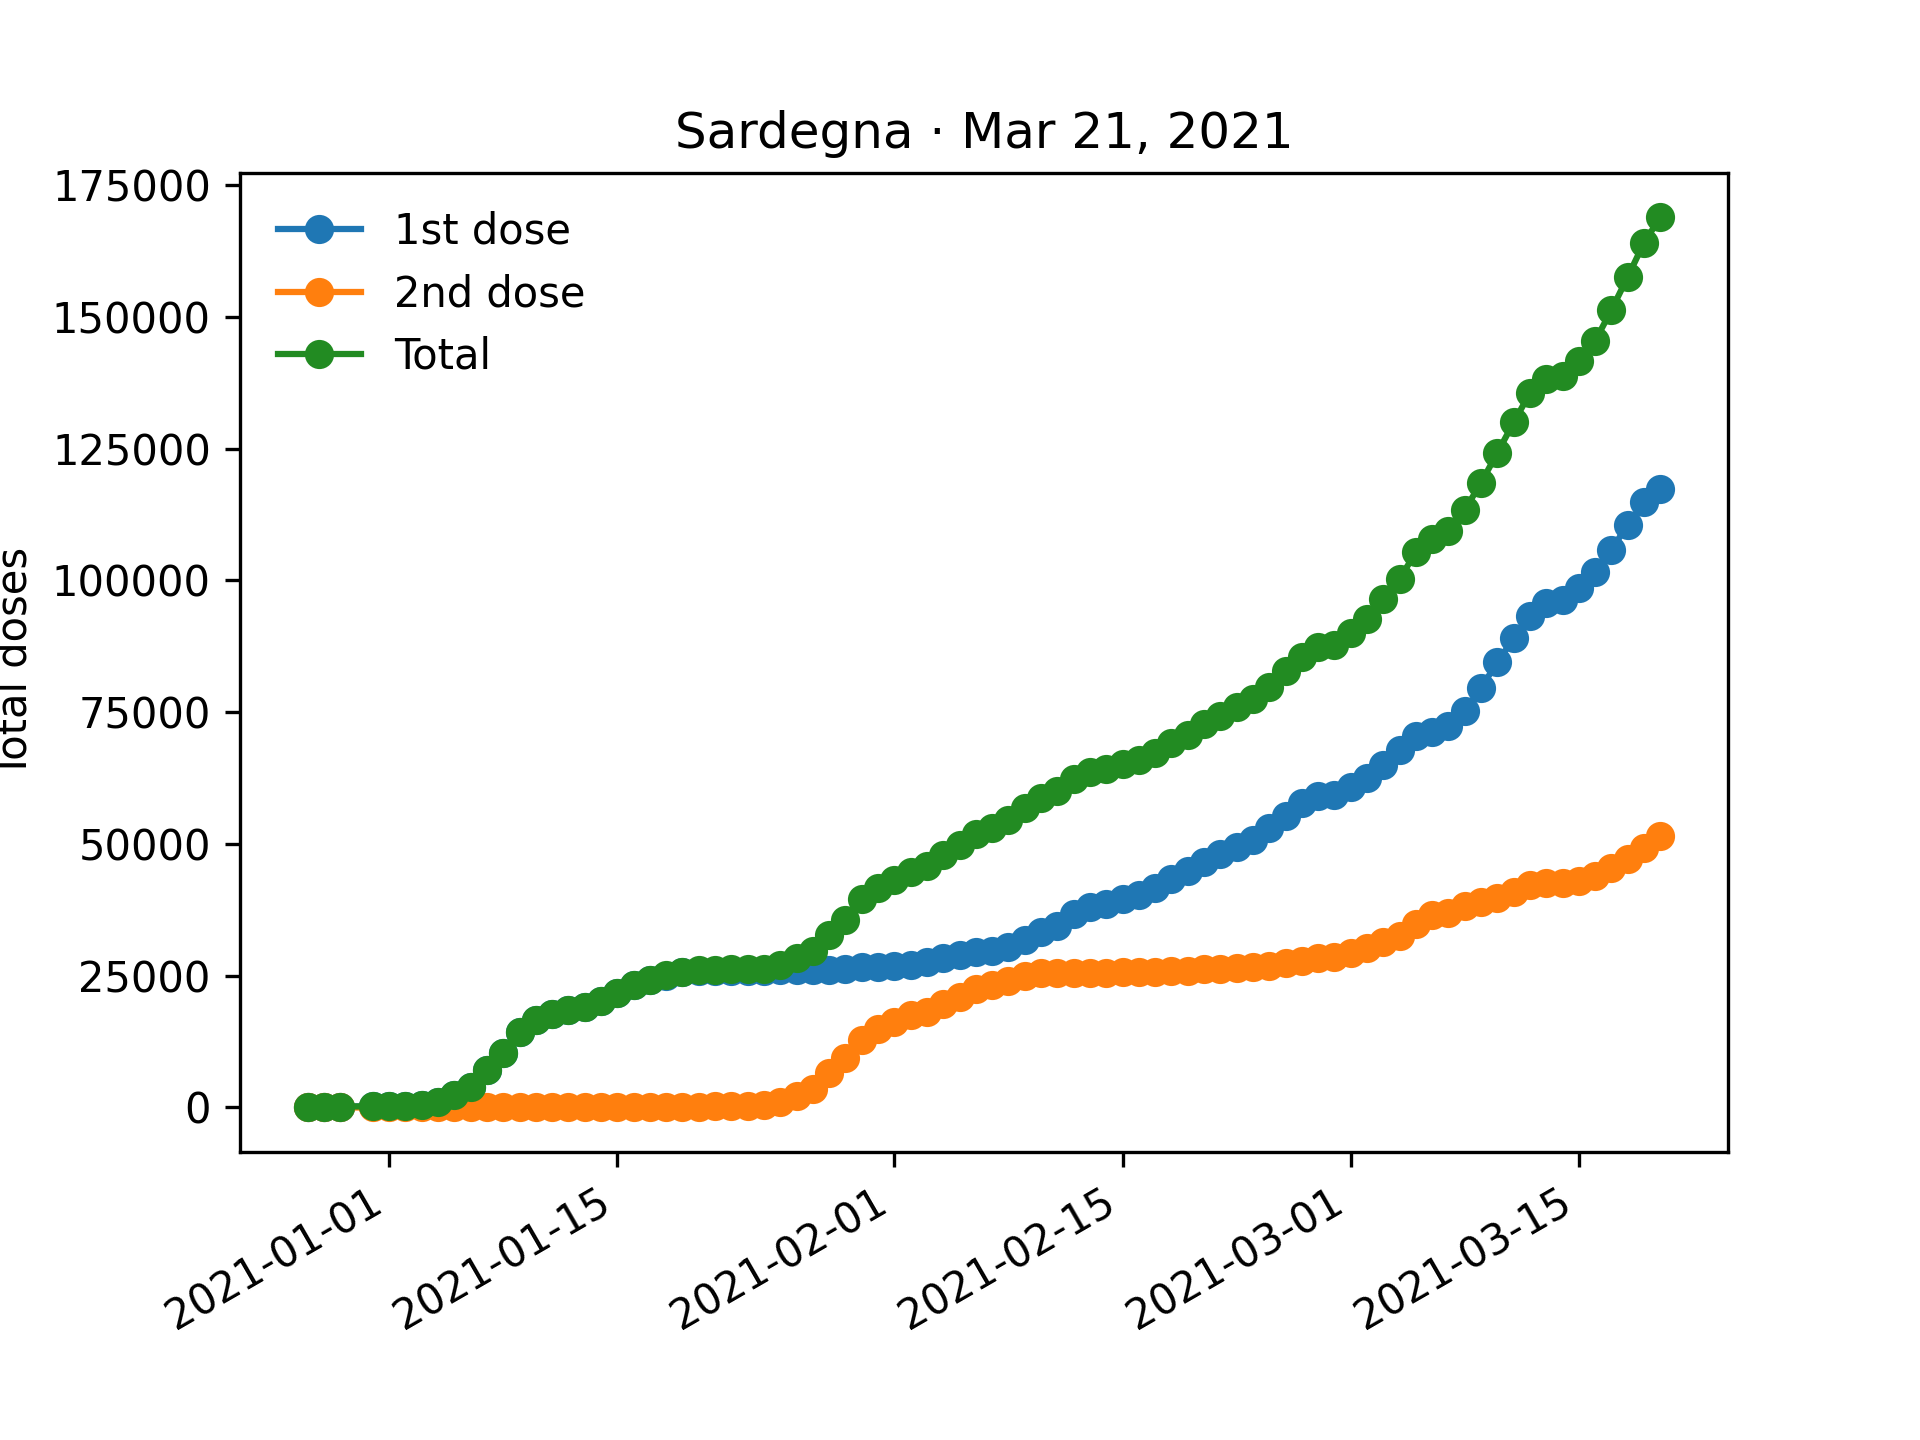 Sardegna · Mar 21, 2021
175000
150000
125000
100000
75000
50000
25000
0
Total doses
1st dose
2nd dose
Total
2021-01-01
2021-01-15
2021-02-01
2021-02-15
2021-03-01
2021-03-15